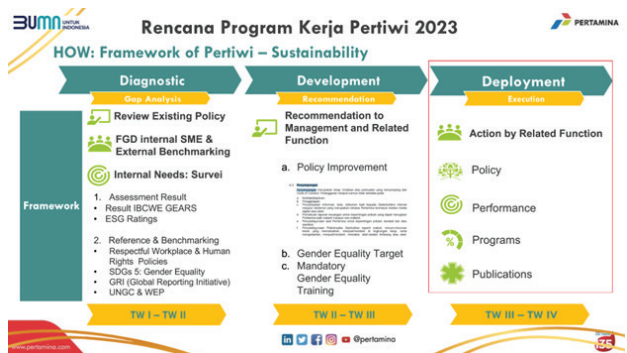 BUMN UNTUK INDONESIA
Rencana Program Kerja Pertiwi 2023
PERTAMINA
HOW: Framework of Pertiwi – Sustainability
Framework
Diagnostic
Gap Analysis
Review Existing Policy
FGD internal SME &
External Benchmarking
Internal Needs: Survei
1. Assessment Result
• Result IBCWE GEARS
• ESG Ratings
2. Reference & Benchmarking
• Respectful Workplace & Human
Rights Policies
• SDGs 5: Gender Equality
• GRI (Global Reporting Initiative)
• UNGC & WEP
TW I – TW II
Development
Recommendation
Recommendation to
Management and Related
Function
a. Policy Improvement
b. Gender Equality Target
c. Mandatory
Gender Equality
Training
TW II – TW III
Deployment
Execution
Action by Related Function
Policy
Performance
%
Programs
Publications
TW III – TW IV
www.pertamina.com
@pertamina
35